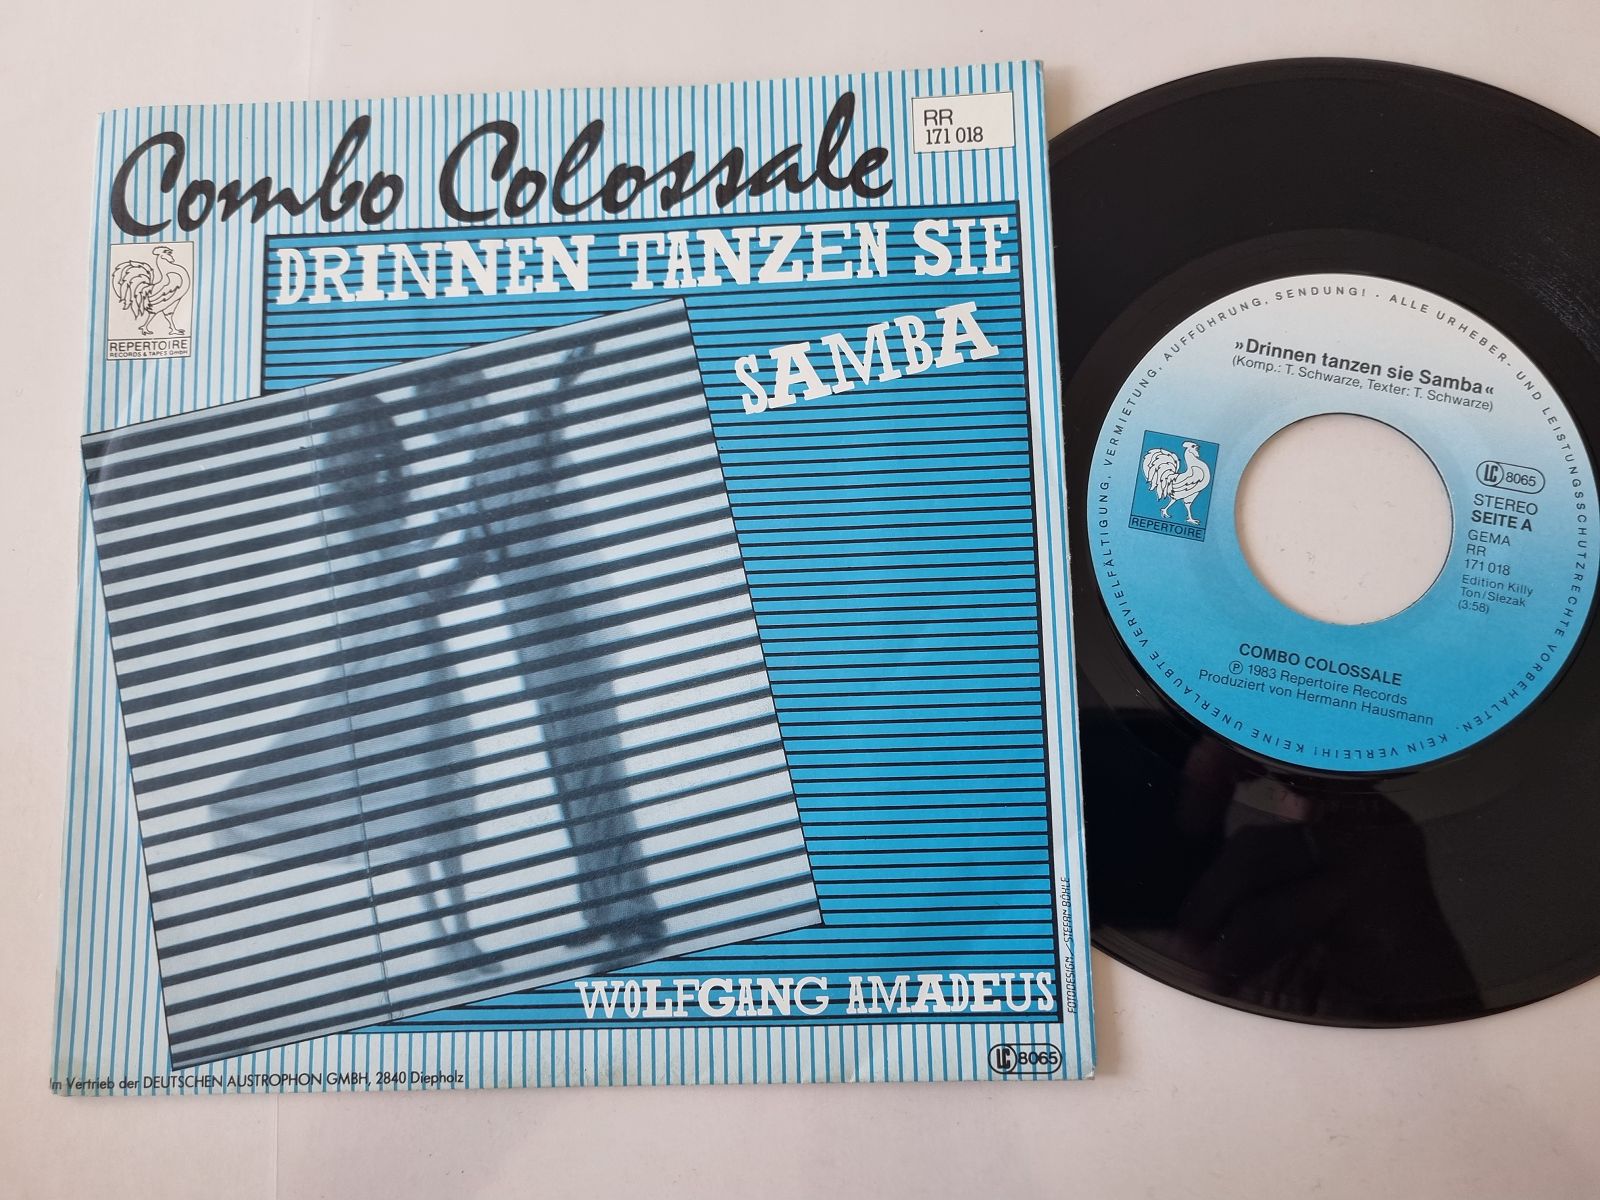 Combo Colossale
RR
171 018
DRINNEN TANZEN SIE
SAMBA
REPERTOIRE
RECORDS & TAPES GmbH
WOLFGANG AMADEUS
FOTODESIGN / STEFAN BÖHLE
LC 8065
Im Vertrieb der DEUTSCHEN AUSTROPHON GMBH, 2840 Diepholz
ALLE URHEBER- UND LEISTUNGSSCHUTZRECHTE VORBEHALTEN. KEIN VERLEIH! KEINE UNERLAUBTE VERVIELFÄLTIGUNG, VERMIETUNG, AUFFÜHRUNG, SENDUNG!
»Drinnen tanzen sie Samba«
(Komp.: T. Schwarze, Texter: T. Schwarze)
REPERTOIRE
LC 8065
STEREO
SEITE A
GEMA
RR
171 018
Edition Killy
Ton/Slezak
(3:58)
COMBO COLOSSALE
℗ 1983 Repertoire Records
Produziert von Hermann Hausmann